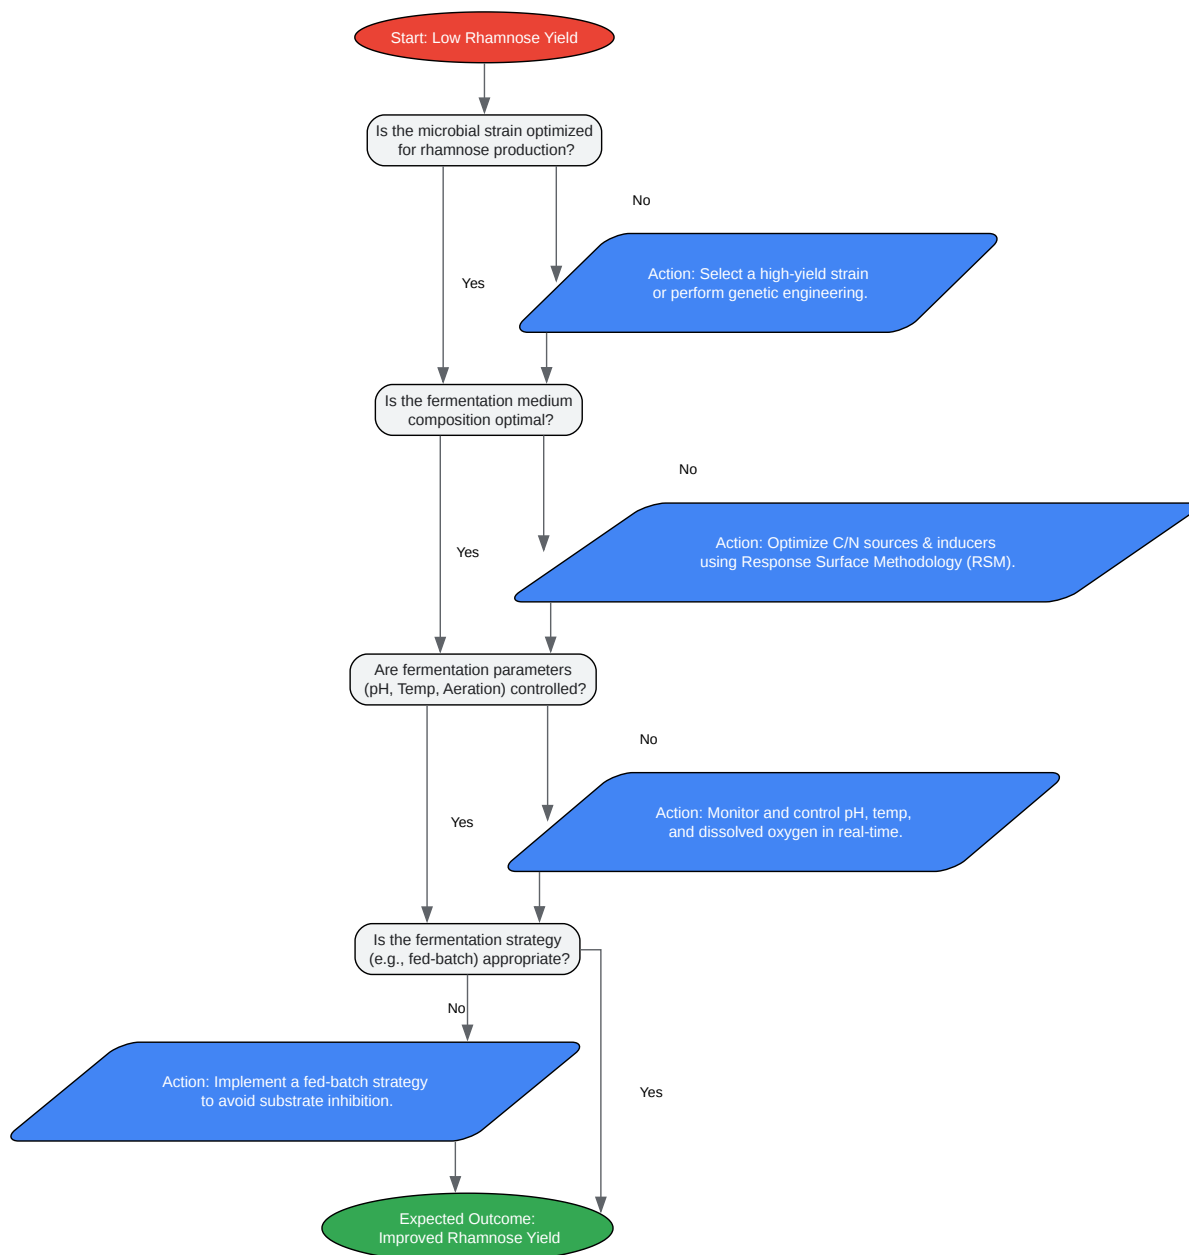 Start: Low Rhamnose Yield
Is the microbial strain optimized
for rhamnose production?
No
Action: Select a high-yield strain
or perform genetic engineering.
Yes
Is the fermentation medium
composition optimal?
No
Action: Optimize C/N sources & inducers
using Response Surface Methodology (RSM).
Yes
Are fermentation parameters
(pH, Temp, Aeration) controlled?
No
Action: Monitor and control pH, temp,
and dissolved oxygen in real-time.
Yes
Is the fermentation strategy
(e.g., fed-batch) appropriate?
No
Action: Implement a fed-batch strategy
to avoid substrate inhibition.
Yes
Expected Outcome:
Improved Rhamnose Yield